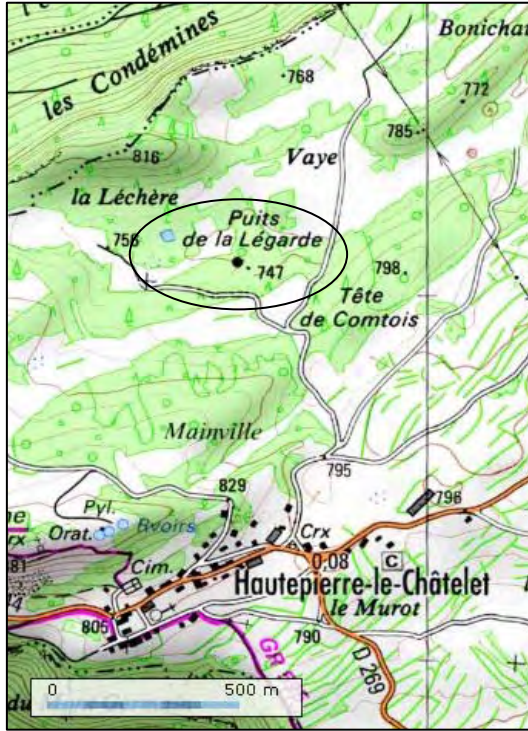 Bonichat
768
772
les Condémines
785
Vaye
816
la Léchère
Puits
de la Légarde
756
747
798
Tête
de Comtois
Mainville
795
829
796
Pyl.
Orat.
Rvoirs
Crx
Cim.
0,08
C
Hautepierre-le-Châtelet
le Murot
805
790
GR
D 269
0 500 m